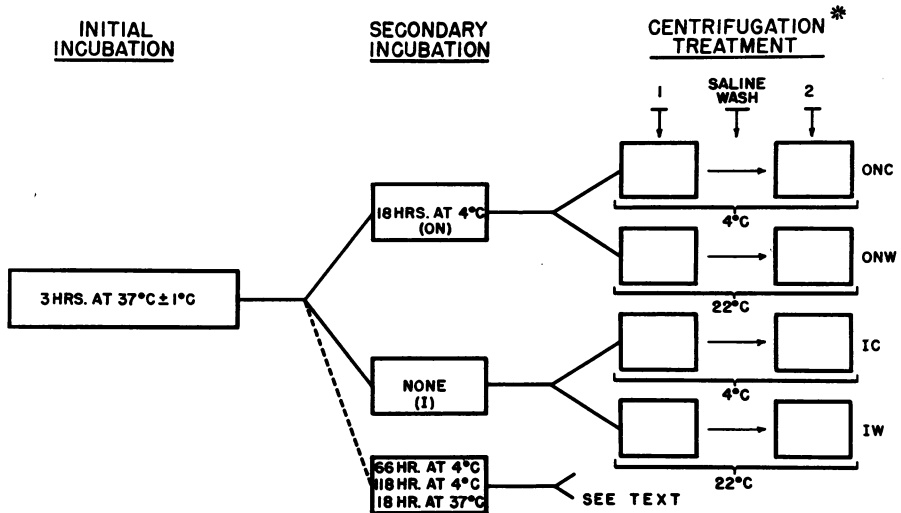 INITIAL
INCUBATION
SECONDARY
INCUBATION
CENTRIFUGATION *
TREATMENT
1
SALINE
WASH
2
ONC
4°C
18 HRS. AT 4°C
(ON)
ONW
22°C
3 HRS. AT 37°C ± 1°C
IC
4°C
NONE
(I)
IW
22°C
66 HR. AT 4°C
118 HR. AT 4°C
18 HR. AT 37°C
SEE TEXT